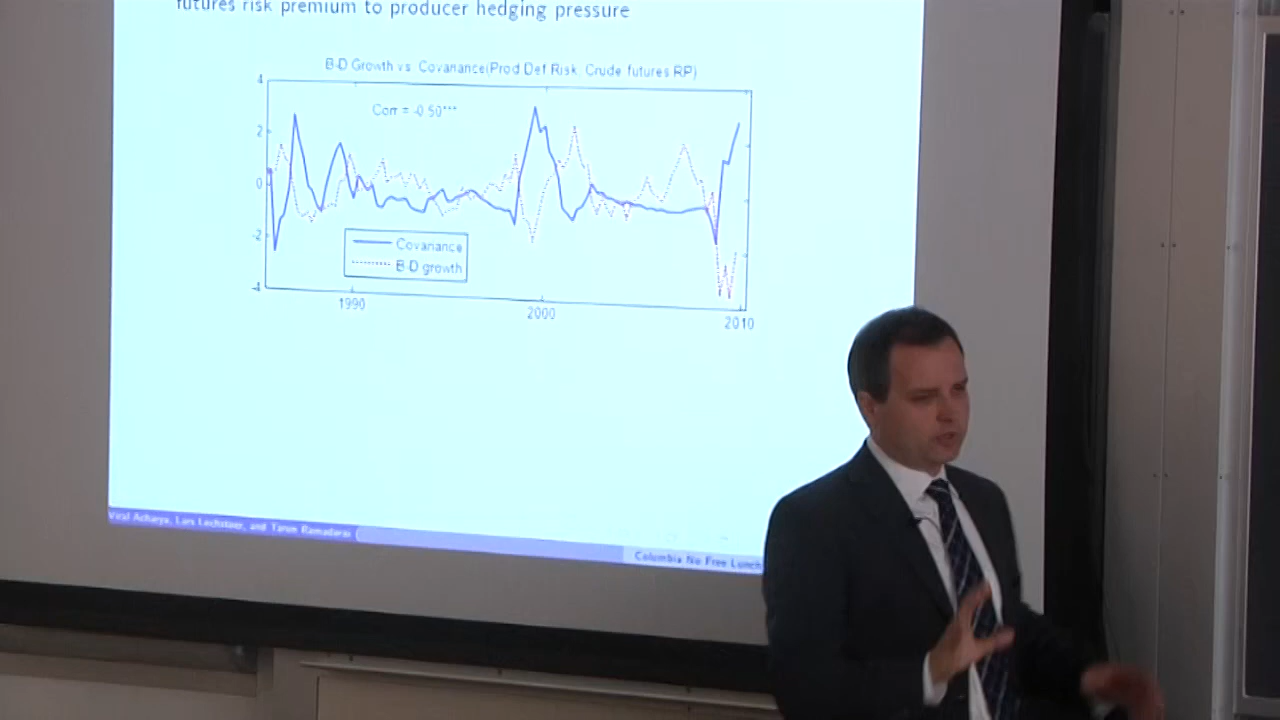 futures risk premium to producer hedging pressure
B-D Growth vs. Covariance(Prod Def Risk, Crude futures RP)
Corr = -0.50***
4
2
0
-2
-4
Covariance
B-D growth
1990
2000
2010
Viral Acharya, Lars Lochstoer, and Tarun Ramadorai
Columbia No Free Lunch